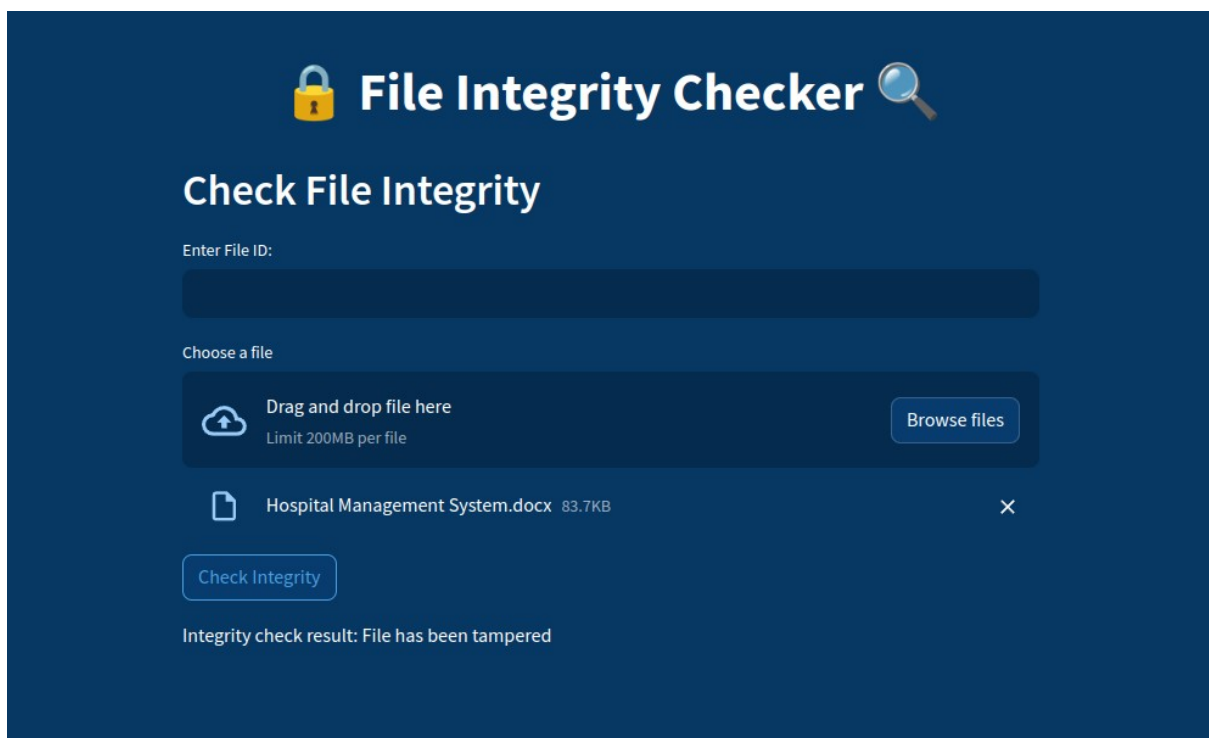 🔒 File Integrity Checker 🔍
Check File Integrity
Enter File ID:
Choose a file
Drag and drop file here
Limit 200MB per file
Browse files
Hospital Management System.docx 83.7KB
Check Integrity
Integrity check result: File has been tampered